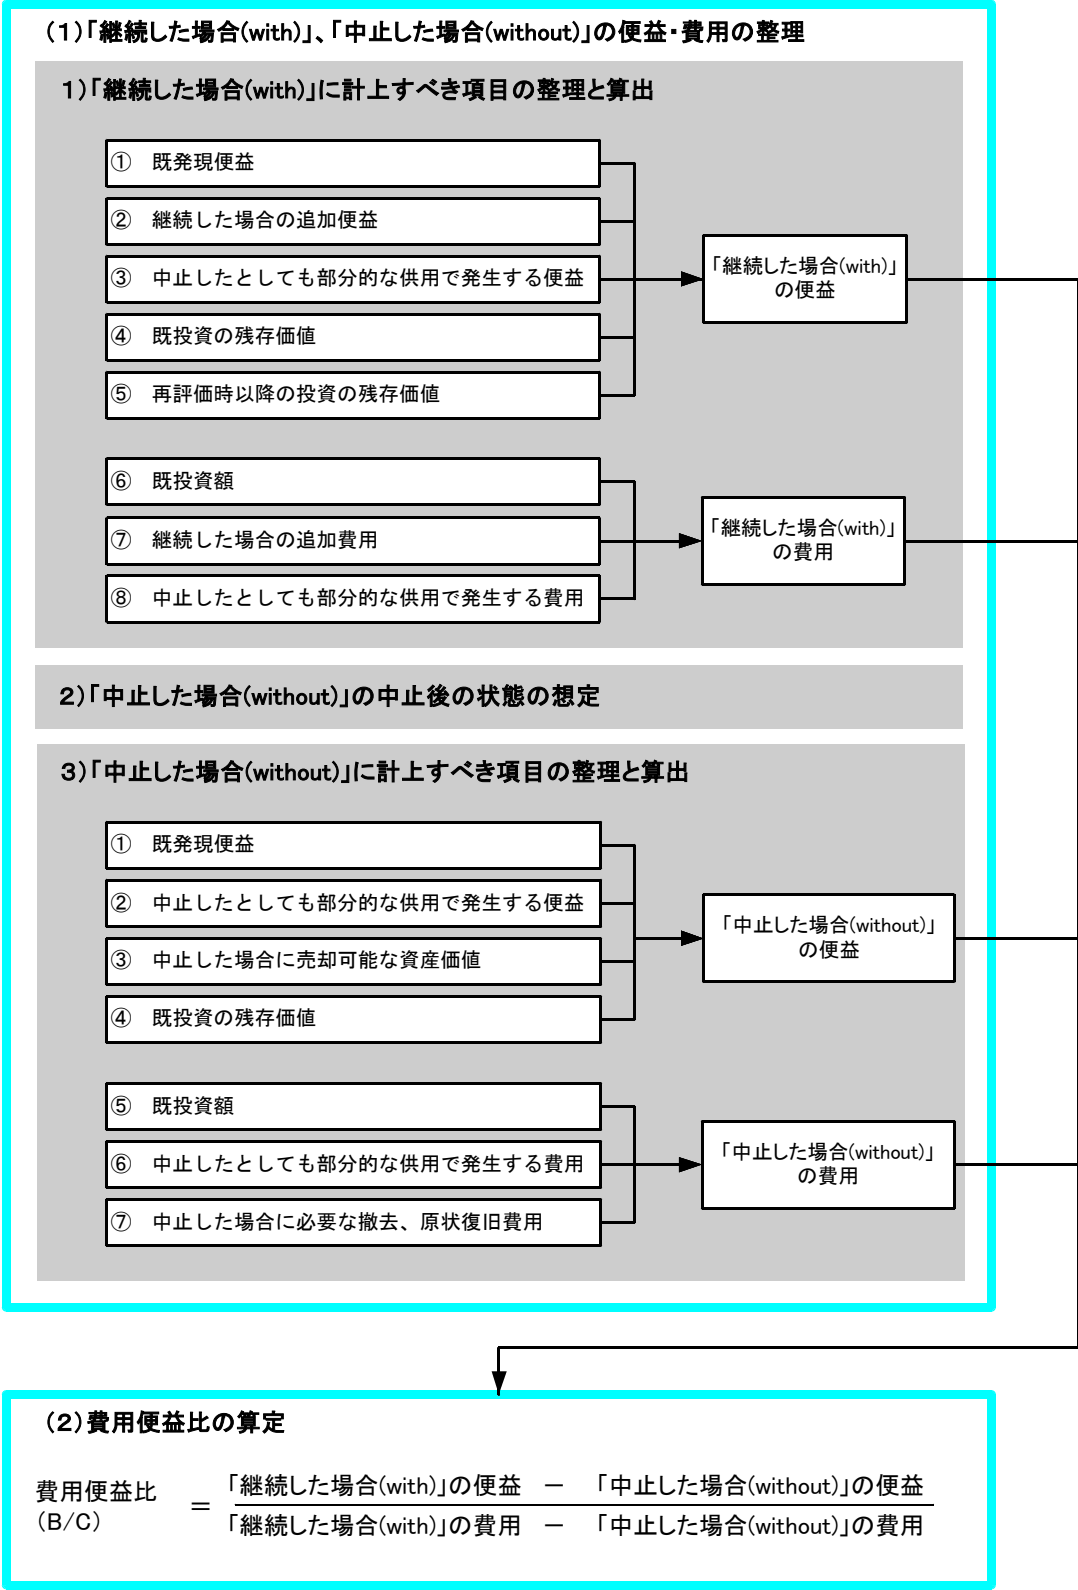 （１）「継続した場合(with)」、「中止した場合(without)」の便益・費用の整理
１）「継続した場合(with)」に計上すべき項目の整理と算出
① 既発現便益
② 継続した場合の追加便益
③ 中止したとしても部分的な供用で発生する便益
④ 既投資の残存価値
⑤ 再評価時以降の投資の残存価値
「継続した場合(with)」
の便益
⑥ 既投資額
⑦ 継続した場合の追加費用
⑧ 中止したとしても部分的な供用で発生する費用
「継続した場合(with)」
の費用
２）「中止した場合(without)」の中止後の状態の想定
３）「中止した場合(without)」に計上すべき項目の整理と算出
① 既発現便益
② 中止したとしても部分的な供用で発生する便益
③ 中止した場合に売却可能な資産価値
④ 既投資の残存価値
「中止した場合(without)」
の便益
⑤ 既投資額
⑥ 中止したとしても部分的な供用で発生する費用
⑦ 中止した場合に必要な撤去、原状復旧費用
「中止した場合(without)」
の費用
（２）費用便益比の算定
費用便益比
(B/C)
＝
「継続した場合(with)」の便益 － 「中止した場合(without)」の便益
「継続した場合(with)」の費用 － 「中止した場合(without)」の費用